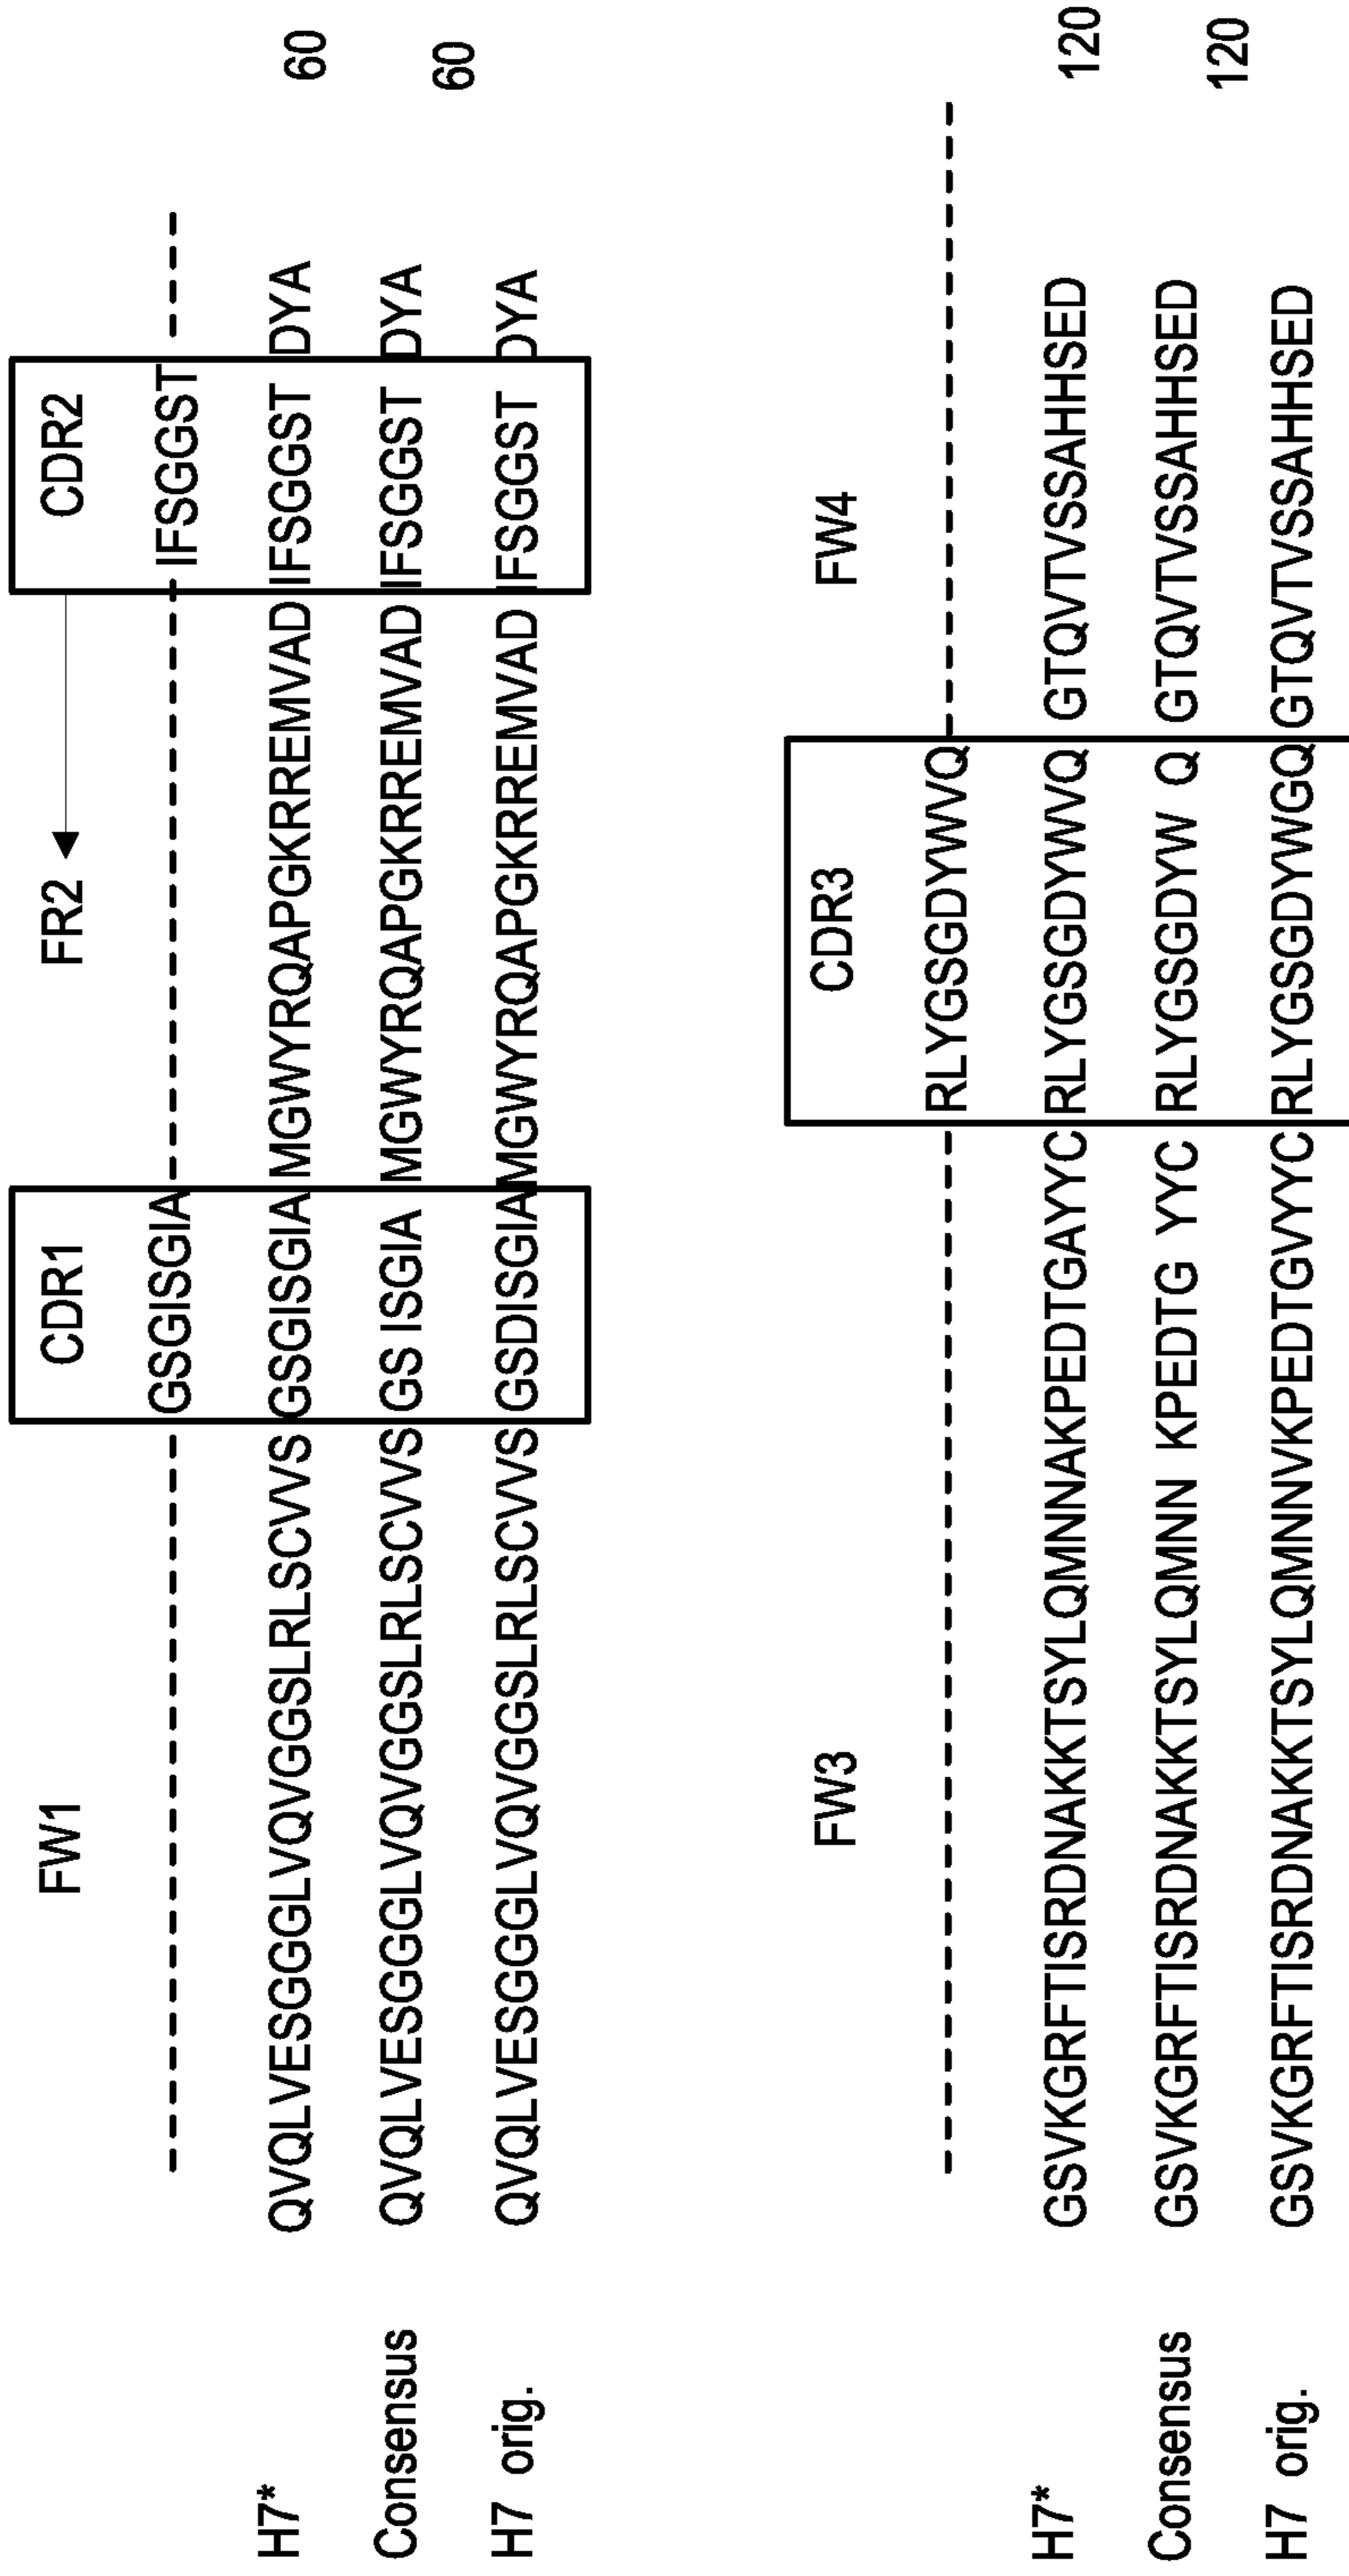 FW1 CDR1 FR2 CDR2
GSGISGIA IFSGGST
H7* QVQLVESGGGLVQVGGSLRLSCVVS GSGISGIA MGWYRQAPGKRREMVAD IFSGGST DYA 60
Consensus QVQLVESGGGLVQVGGSLRLSCVVS GS ISGIA MGWYRQAPGKRREMVAD IFSGGST DYA
H7 orig. QVQLVESGGGLVQVGGSLRLSCVVS GSDISGIA MGWYRQAPGKRREMVAD IFSGGST DYA 60
FW3 CDR3 FW4
RLYGSGDYWVQ
H7* GSVKGRFTISRDNAKKTSYLQMNNAKPEDTGAYYC RLYGSGDYWVQ GTQVTVSSAHHSED 120
Consensus GSVKGRFTISRDNAKKTSYLQMNN KPEDTG YYC RLYGSGDYW Q GTQVTVSSAHHSED
H7 orig. GSVKGRFTISRDNAKKTSYLQMNNVKPEDTGVYYC RLYGSGDYWGQ GTQVTVSSAHHSED 120